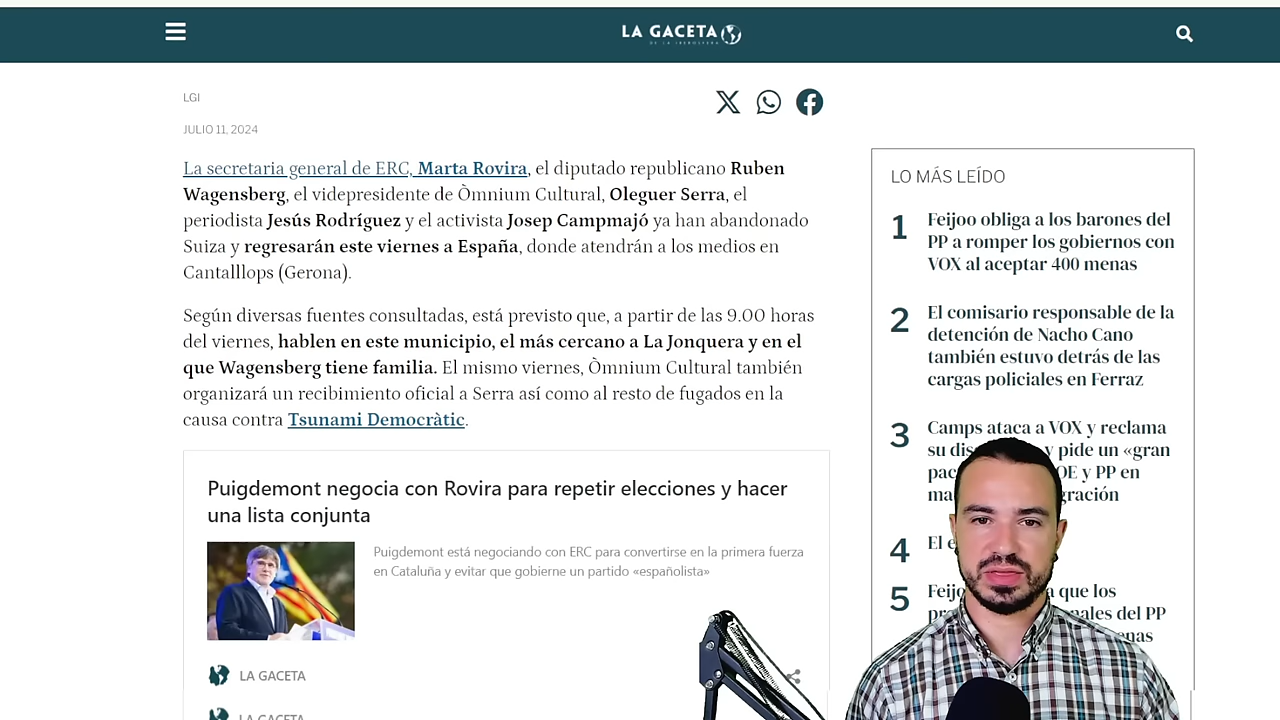 LA GACETA
DE LA IBEROSFERA
LGI
JULIO 11, 2024
La secretaria general de ERC, Marta Rovira, el diputado republicano Ruben
Wagensberg, el videpresidente de Òmnium Cultural, Oleguer Serra, el
periodista Jesús Rodríguez y el activista Josep Campmajó ya han abandonado
Suiza y regresarán este viernes a España, donde atendrán a los medios en
Cantalllops (Gerona).
Según diversas fuentes consultadas, está previsto que, a partir de las 9.00 horas
del viernes, hablen en este municipio, el más cercano a La Jonquera y en el
que Wagensberg tiene familia. El mismo viernes, Òmnium Cultural también
organizará un recibimiento oficial a Serra así como al resto de fugados en la
causa contra Tsunami Democràtic.
Puigdemont negocia con Rovira para repetir elecciones y hacer
una lista conjunta
Puigdemont está negociando con ERC para convertirse en la primera fuerza
en Cataluña y evitar que gobierne un partido «españolista»
LA GACETA
LA GACETA
LO MÁS LEÍDO
1 Feijoo obliga a los barones del
PP a romper los gobiernos con
VOX al aceptar 400 menas
2 El comisario responsable de la
detención de Nacho Cano
también estuvo detrás de las
cargas policiales en Ferraz
3 Camps ataca a VOX y reclama
su y pide un «gran
PP en
4 El
5 que los
del PP